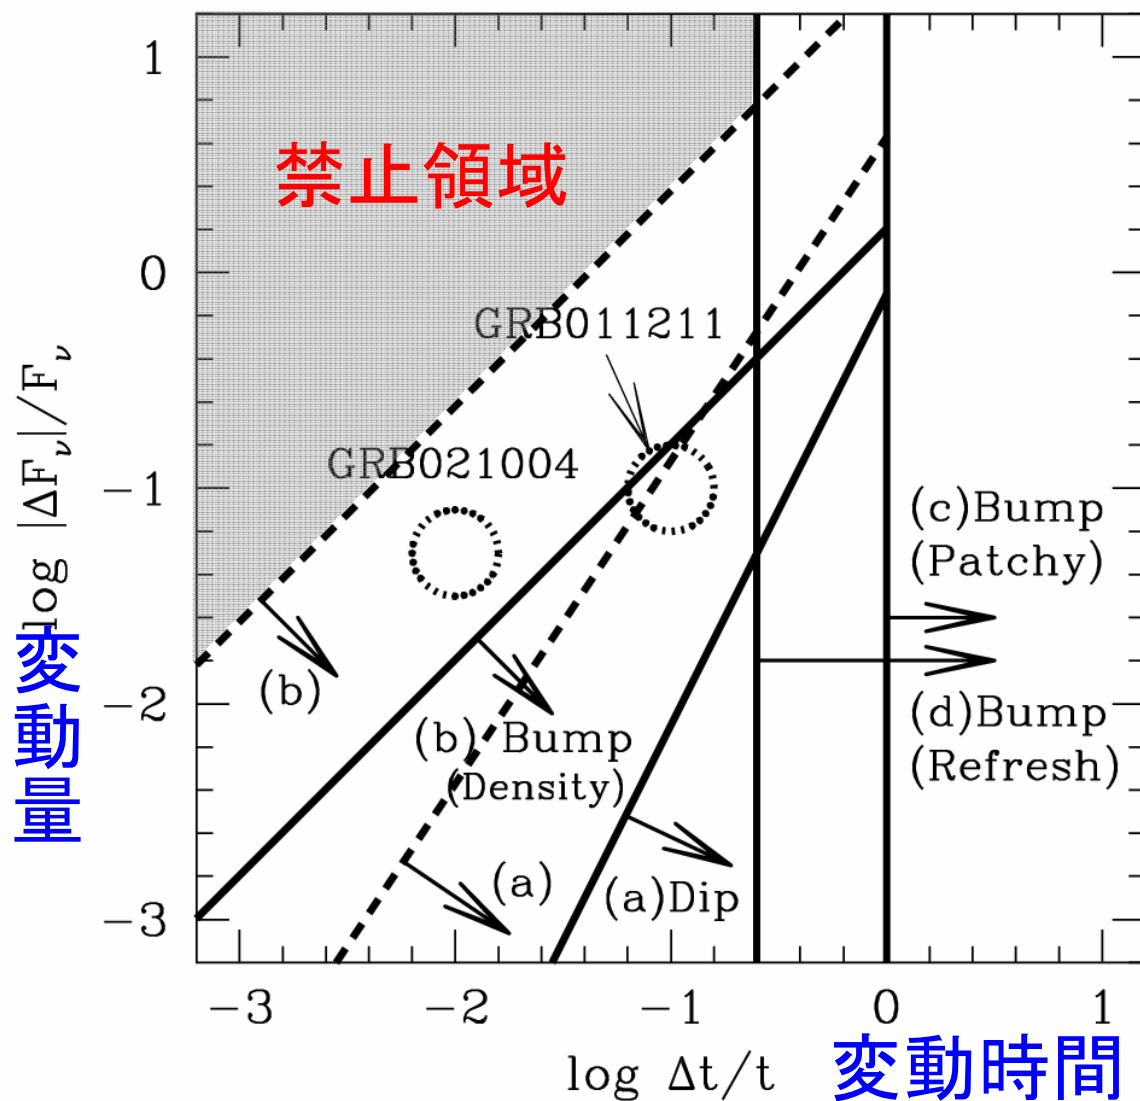 1
0
−1
−2
−3
log |ΔFν|/Fν
変動量
禁止領域
GRB011211
GRB021004
(b)
(b) Bump
(Density)
(a)
(a)Dip
(c)Bump
(Patchy)
(d)Bump
(Refresh)
−3
−2
−1
0
1
log Δt/t
変動時間